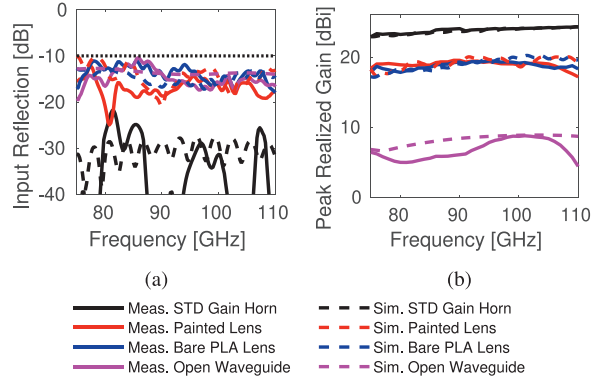 0
-10
-20
-30
-40
Input Reflection [dB]
80 90 100 110
Frequency [GHz]
(a)
20
10
0
Peak Realized Gain [dBi]
80 90 100 110
Frequency [GHz]
(b)
Meas. STD Gain Horn
Meas. Painted Lens
Meas. Bare PLA Lens
Meas. Open Waveguide
Sim. STD Gain Horn
Sim. Painted Lens
Sim. Bare PLA Lens
Sim. Open Waveguide